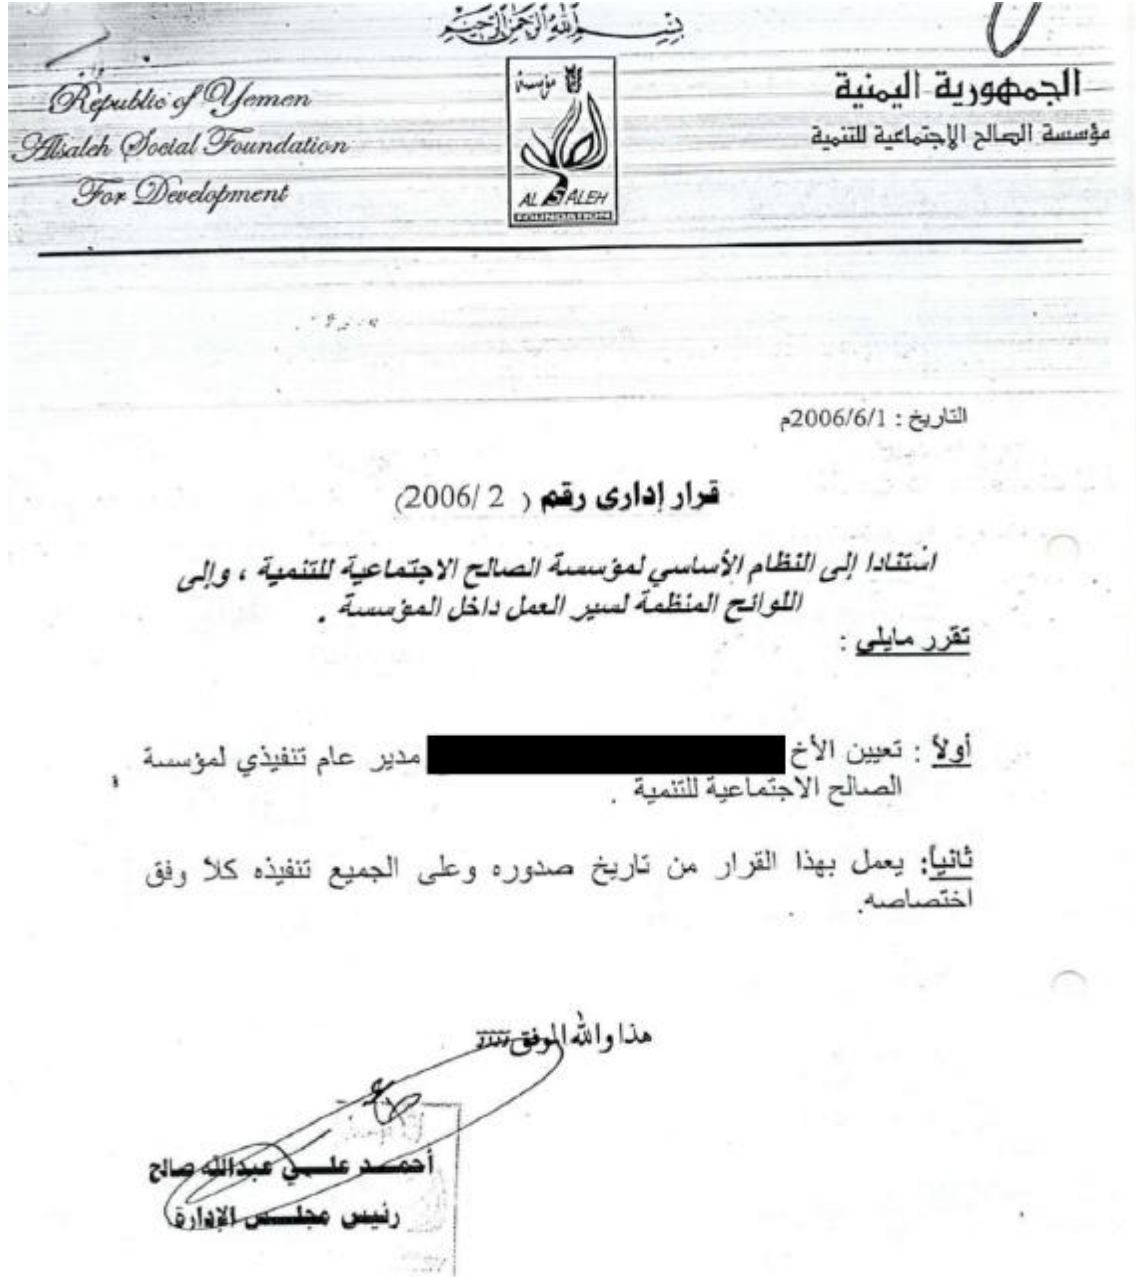 بسم الله الرحمن الرحيم
الجمهورية اليمنية
مؤسسة الصالح الإجتماعية للتنمية
Republic of Yemen
Alsaleh Social Foundation
For Development
مؤسسة
الصالح
AL SALEH
FOUNDATION
التاريخ : 2006/6/1م
قرار إدارى رقم ( 2 /2006)
استنادا إلى النظام الأساسي لمؤسسة الصالح الاجتماعية للتنمية ، وإلى
اللوائح المنظمة لسير العمل داخل المؤسسة .
تقرر مايلي :
أولاً : تعيين الأخ مدير عام تنفيذي لمؤسسة
الصالح الاجتماعية للتنمية .
ثانياً: يعمل بهذا القرار من تاريخ صدوره وعلى الجميع تنفيذه كلاً وفق
اختصاصه.
هذا والله الموفق
أحمد علي عبدالله صالح
رئيس مجلس الإدارة